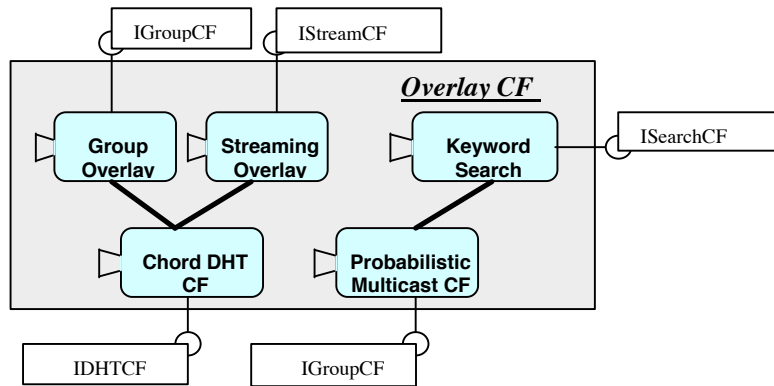 IGroupCF
IStreamCF
Overlay CF
Group
Overlay
Streaming
Overlay
Keyword
Search
ISearchCF
Chord DHT
CF
Probabilistic
Multicast CF
IDHTCF
IGroupCF